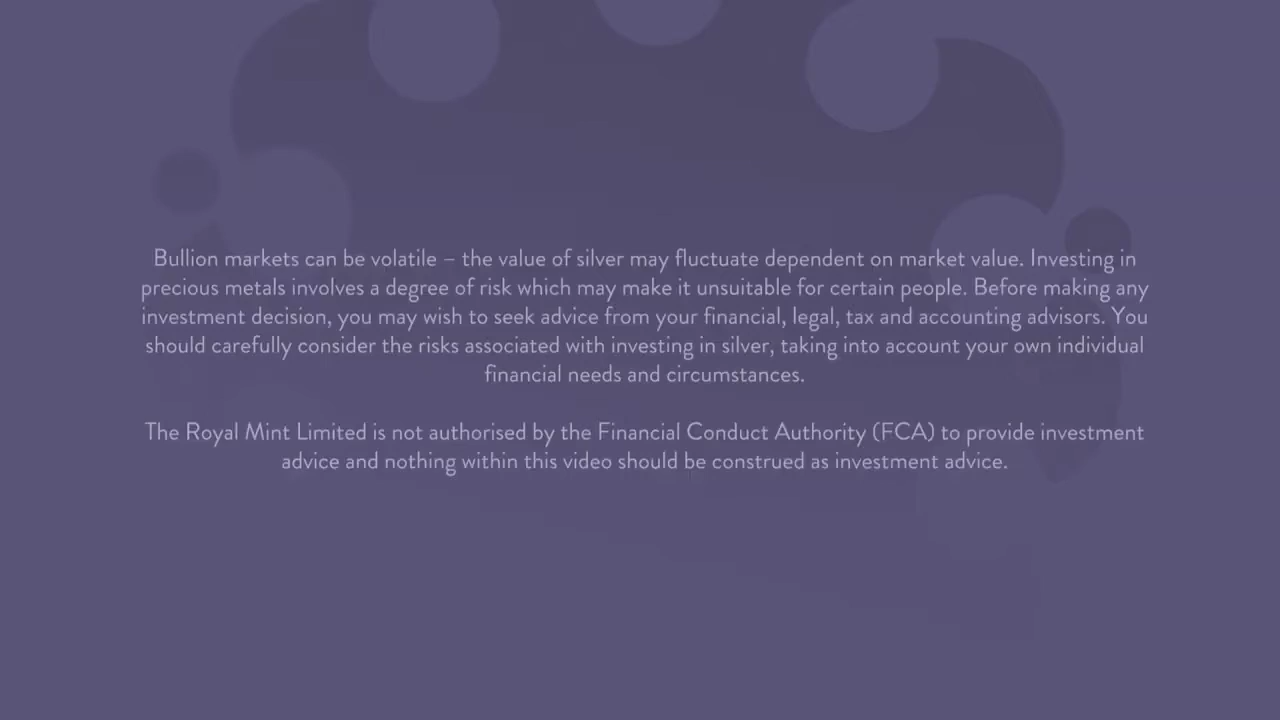 Bullion markets can be volatile – the value of silver may fluctuate dependent on market value. Investing in
precious metals involves a degree of risk which may make it unsuitable for certain people. Before making any
investment decision, you may wish to seek advice from your financial, legal, tax and accounting advisors. You
should carefully consider the risks associated with investing in silver, taking into account your own individual
financial needs and circumstances.
The Royal Mint Limited is not authorised by the Financial Conduct Authority (FCA) to provide investment
advice and nothing within this video should be construed as investment advice.